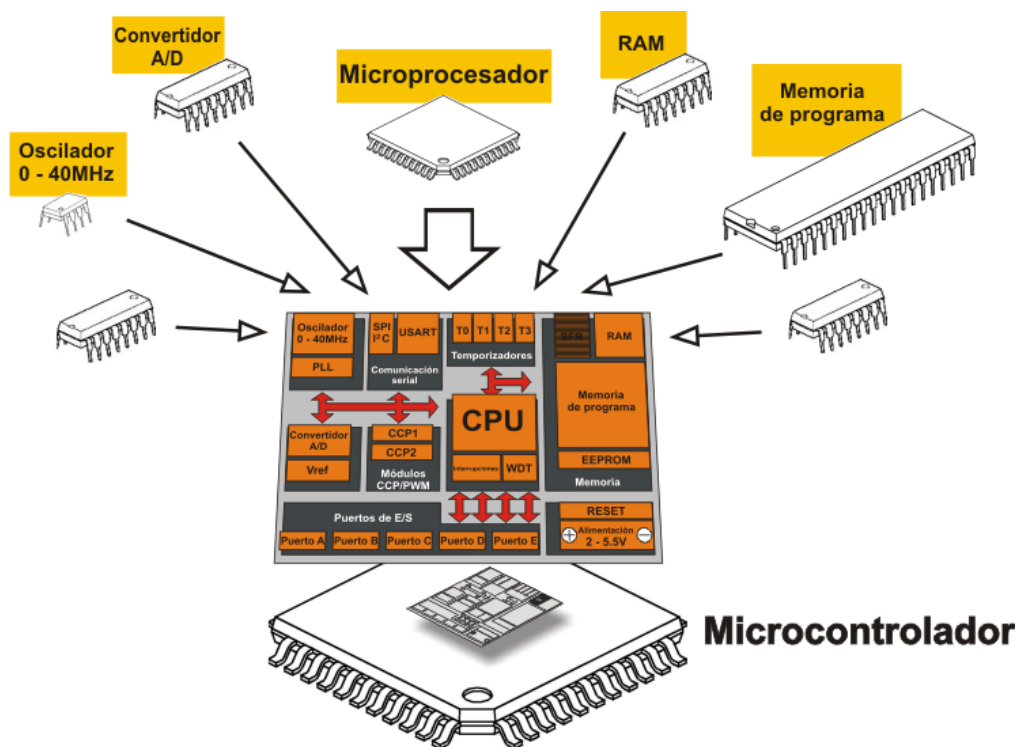 Convertidor
A/D
Microprocesador
RAM
Memoria
de programa
Oscilador
0 - 40MHz
Oscilador
0 - 40MHz
PLL
SPI
I²C
USART
Comunicación
serial
T0 T1 T2 T3
Temporizadores
SFR
RAM
Memoria
de programa
EEPROM
Memoria
Convertidor
A/D
Vref
CCP1
CCP2
Módulos
CCP/PWM
CPU
Interrupciones
WDT
Puertos de E/S
Puerto A Puerto B Puerto C Puerto D Puerto E
RESET
Alimentación
2 - 5.5V
Microcontrolador